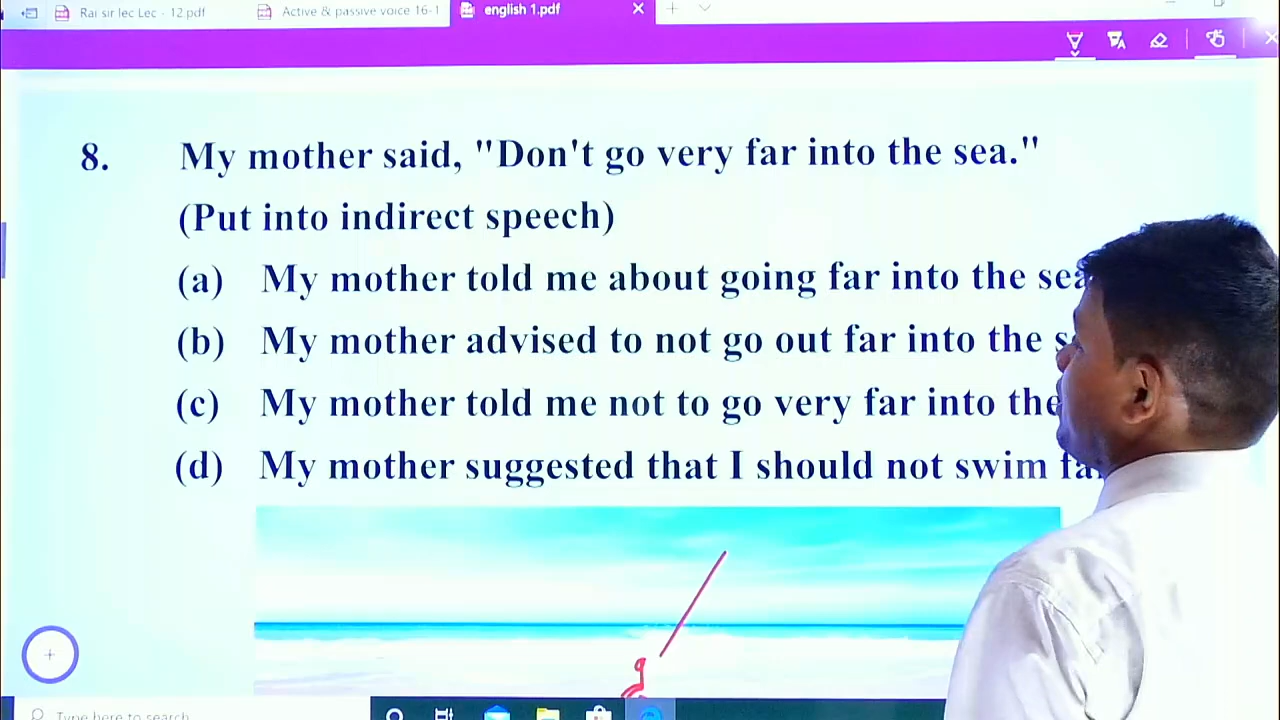 Rai sir lec Lec - 12.pdf
Active & passive voice 16-1
english 1.pdf
8. My mother said, "Don't go very far into the sea."
(Put into indirect speech)
(a) My mother told me about going far into the sea
(b) My mother advised to not go out far into the
(c) My mother told me not to go very far into the
(d) My mother suggested that I should not swim
Type here to search